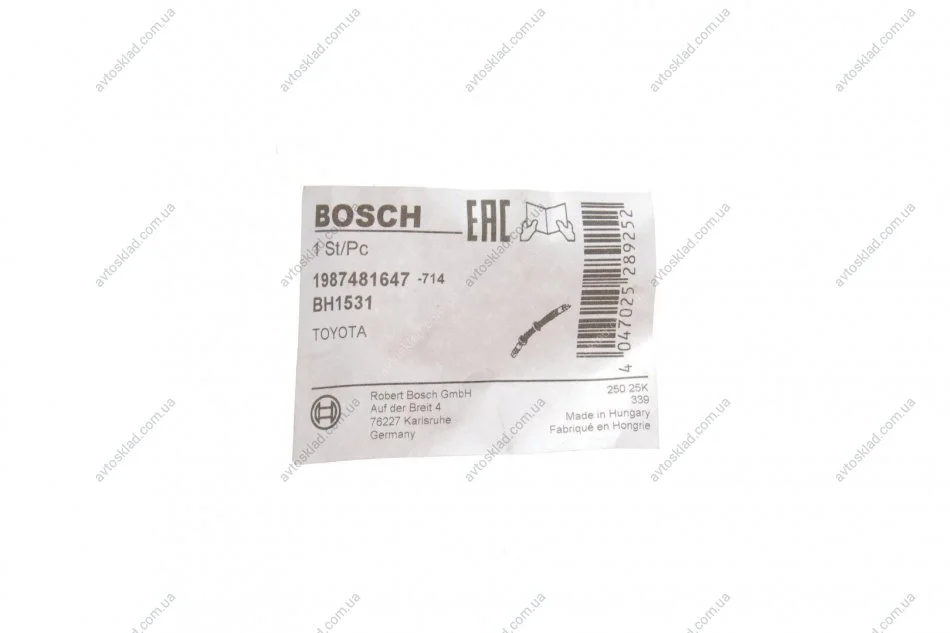 BOSCH
EAC
1 St/Pc
1987481647 -714
BH1531
TOYOTA
4 047025 289252
Robert Bosch GmbH
Auf der Breit 4
76227 Karlsruhe
Germany
250 25K
339
Made in Hungary
Fabriqué en Hongrie
avtosklad.com.ua